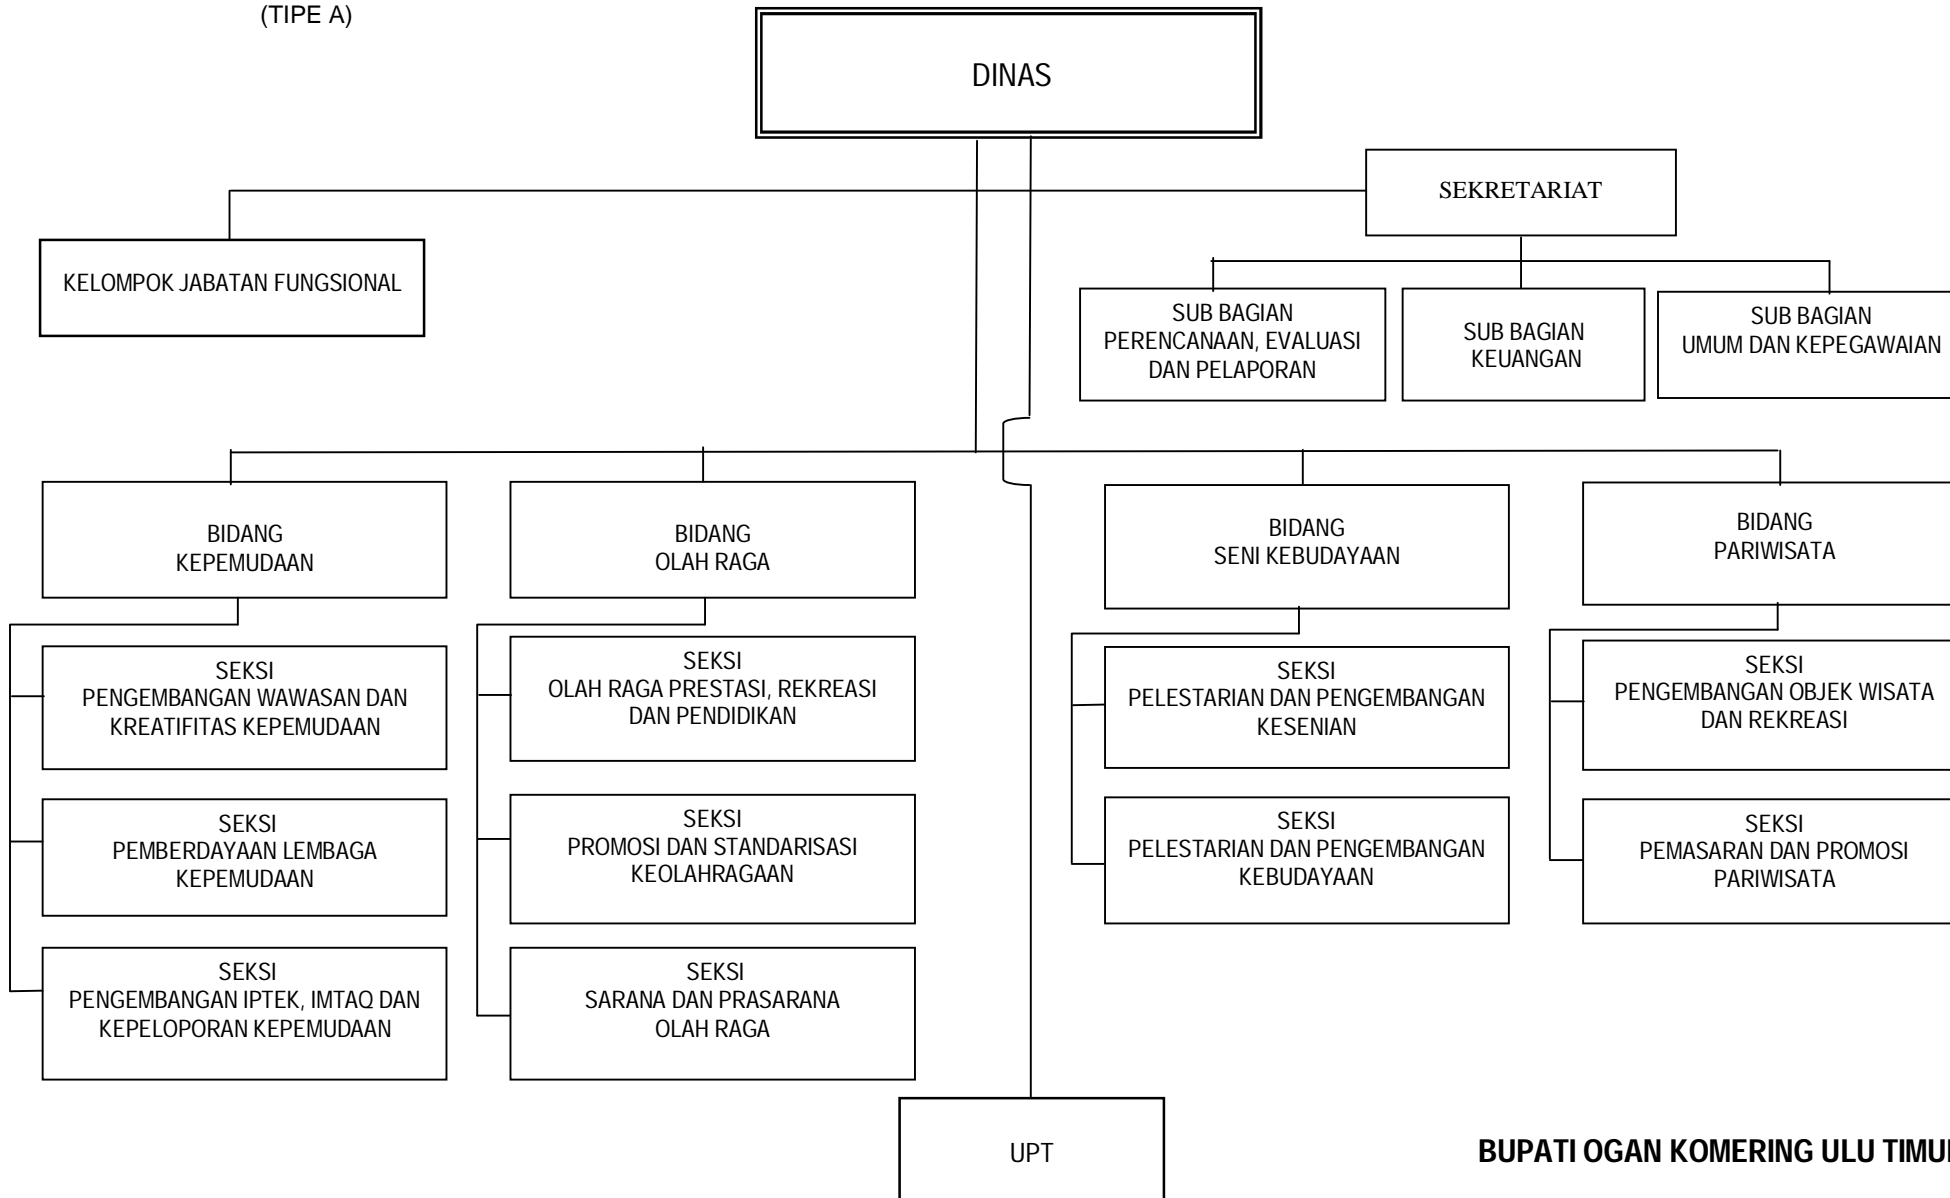 (TIPE A)
DINAS
SEKRETARIAT
KELOMPOK JABATAN FUNGSIONAL
SUB BAGIAN
PERENCANAAN, EVALUASI
DAN PELAPORAN
SUB BAGIAN
KEUANGAN
SUB BAGIAN
UMUM DAN KEPEGAWAIAN
BIDANG
KEPEMUDAAN
BIDANG
OLAH RAGA
BIDANG
SENI KEBUDAYAAN
BIDANG
PARIWISATA
SEKSI
PENGEMBANGAN WAWASAN DAN
KREATIFITAS KEPEMUDAAN
SEKSI
OLAH RAGA PRESTASI, REKREASI
DAN PENDIDIKAN
SEKSI
PELESTARIAN DAN PENGEMBANGAN
KESENIAN
SEKSI
PENGEMBANGAN OBJEK WISATA
DAN REKREASI
SEKSI
PEMBERDAYAAN LEMBAGA
KEPEMUDAAN
SEKSI
PROMOSI DAN STANDARISASI
KEOLAHRAGAAN
SEKSI
PELESTARIAN DAN PENGEMBANGAN
KEBUDAYAAN
SEKSI
PEMASARAN DAN PROMOSI
PARIWISATA
SEKSI
PENGEMBANGAN IPTEK, IMTAQ DAN
KEPELOPORAN KEPEMUDAAN
SEKSI
SARANA DAN PRASARANA
OLAH RAGA
UPT
BUPATI OGAN KOMERING ULU TIMUR